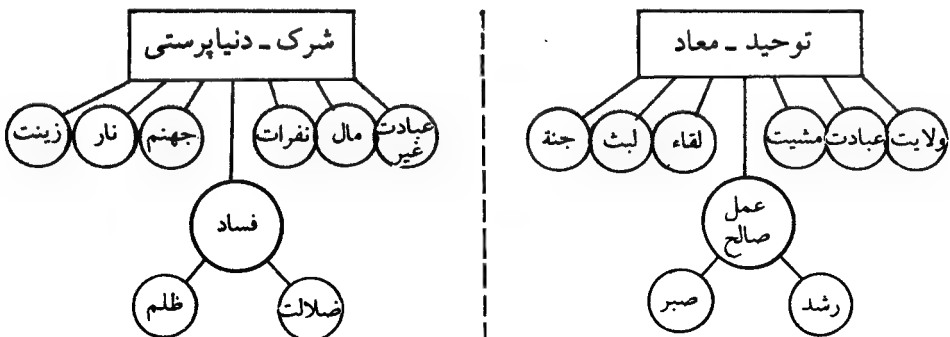 توحید ـ معاد
ولایت
عبادت
مشیت
لقاء
لبث
جنة
عمل
صالح
رشد
صبر
شرک ـ دنیاپرستی
عبادت
غیر
مال
نفرات
جهنم
نار
زینت
فساد
ضلالت
ظلم